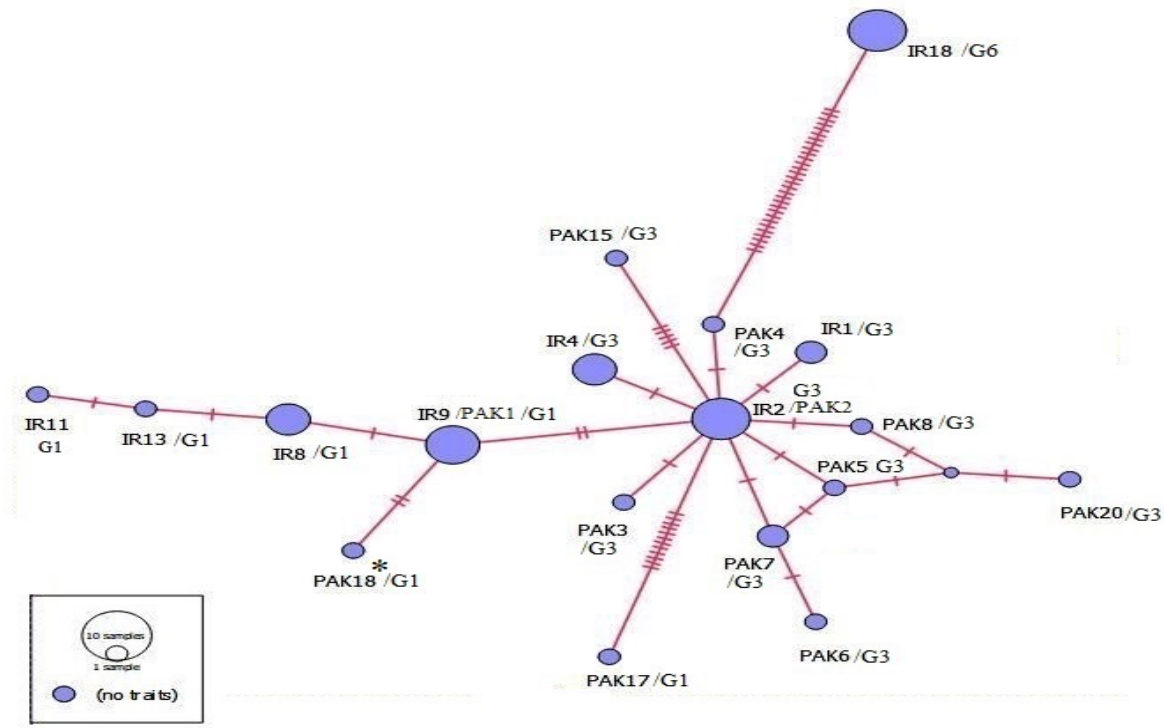 IR18 /G6
PAK15 /G3
PAK4
/G3
IR1/G3
IR4 /G3
G3
IR2/PAK2
IR9 /PAK1 /G1
PAK8 /G3
IR11
G1
IR13 /G1
IR8 /G1
PAK5 G3
PAK3
/G3
PAK7
/G3
PAK20/G3
*
PAK18 /G1
PAK6/G3
PAK17/G1
10 samples
1 sample
(no traits)